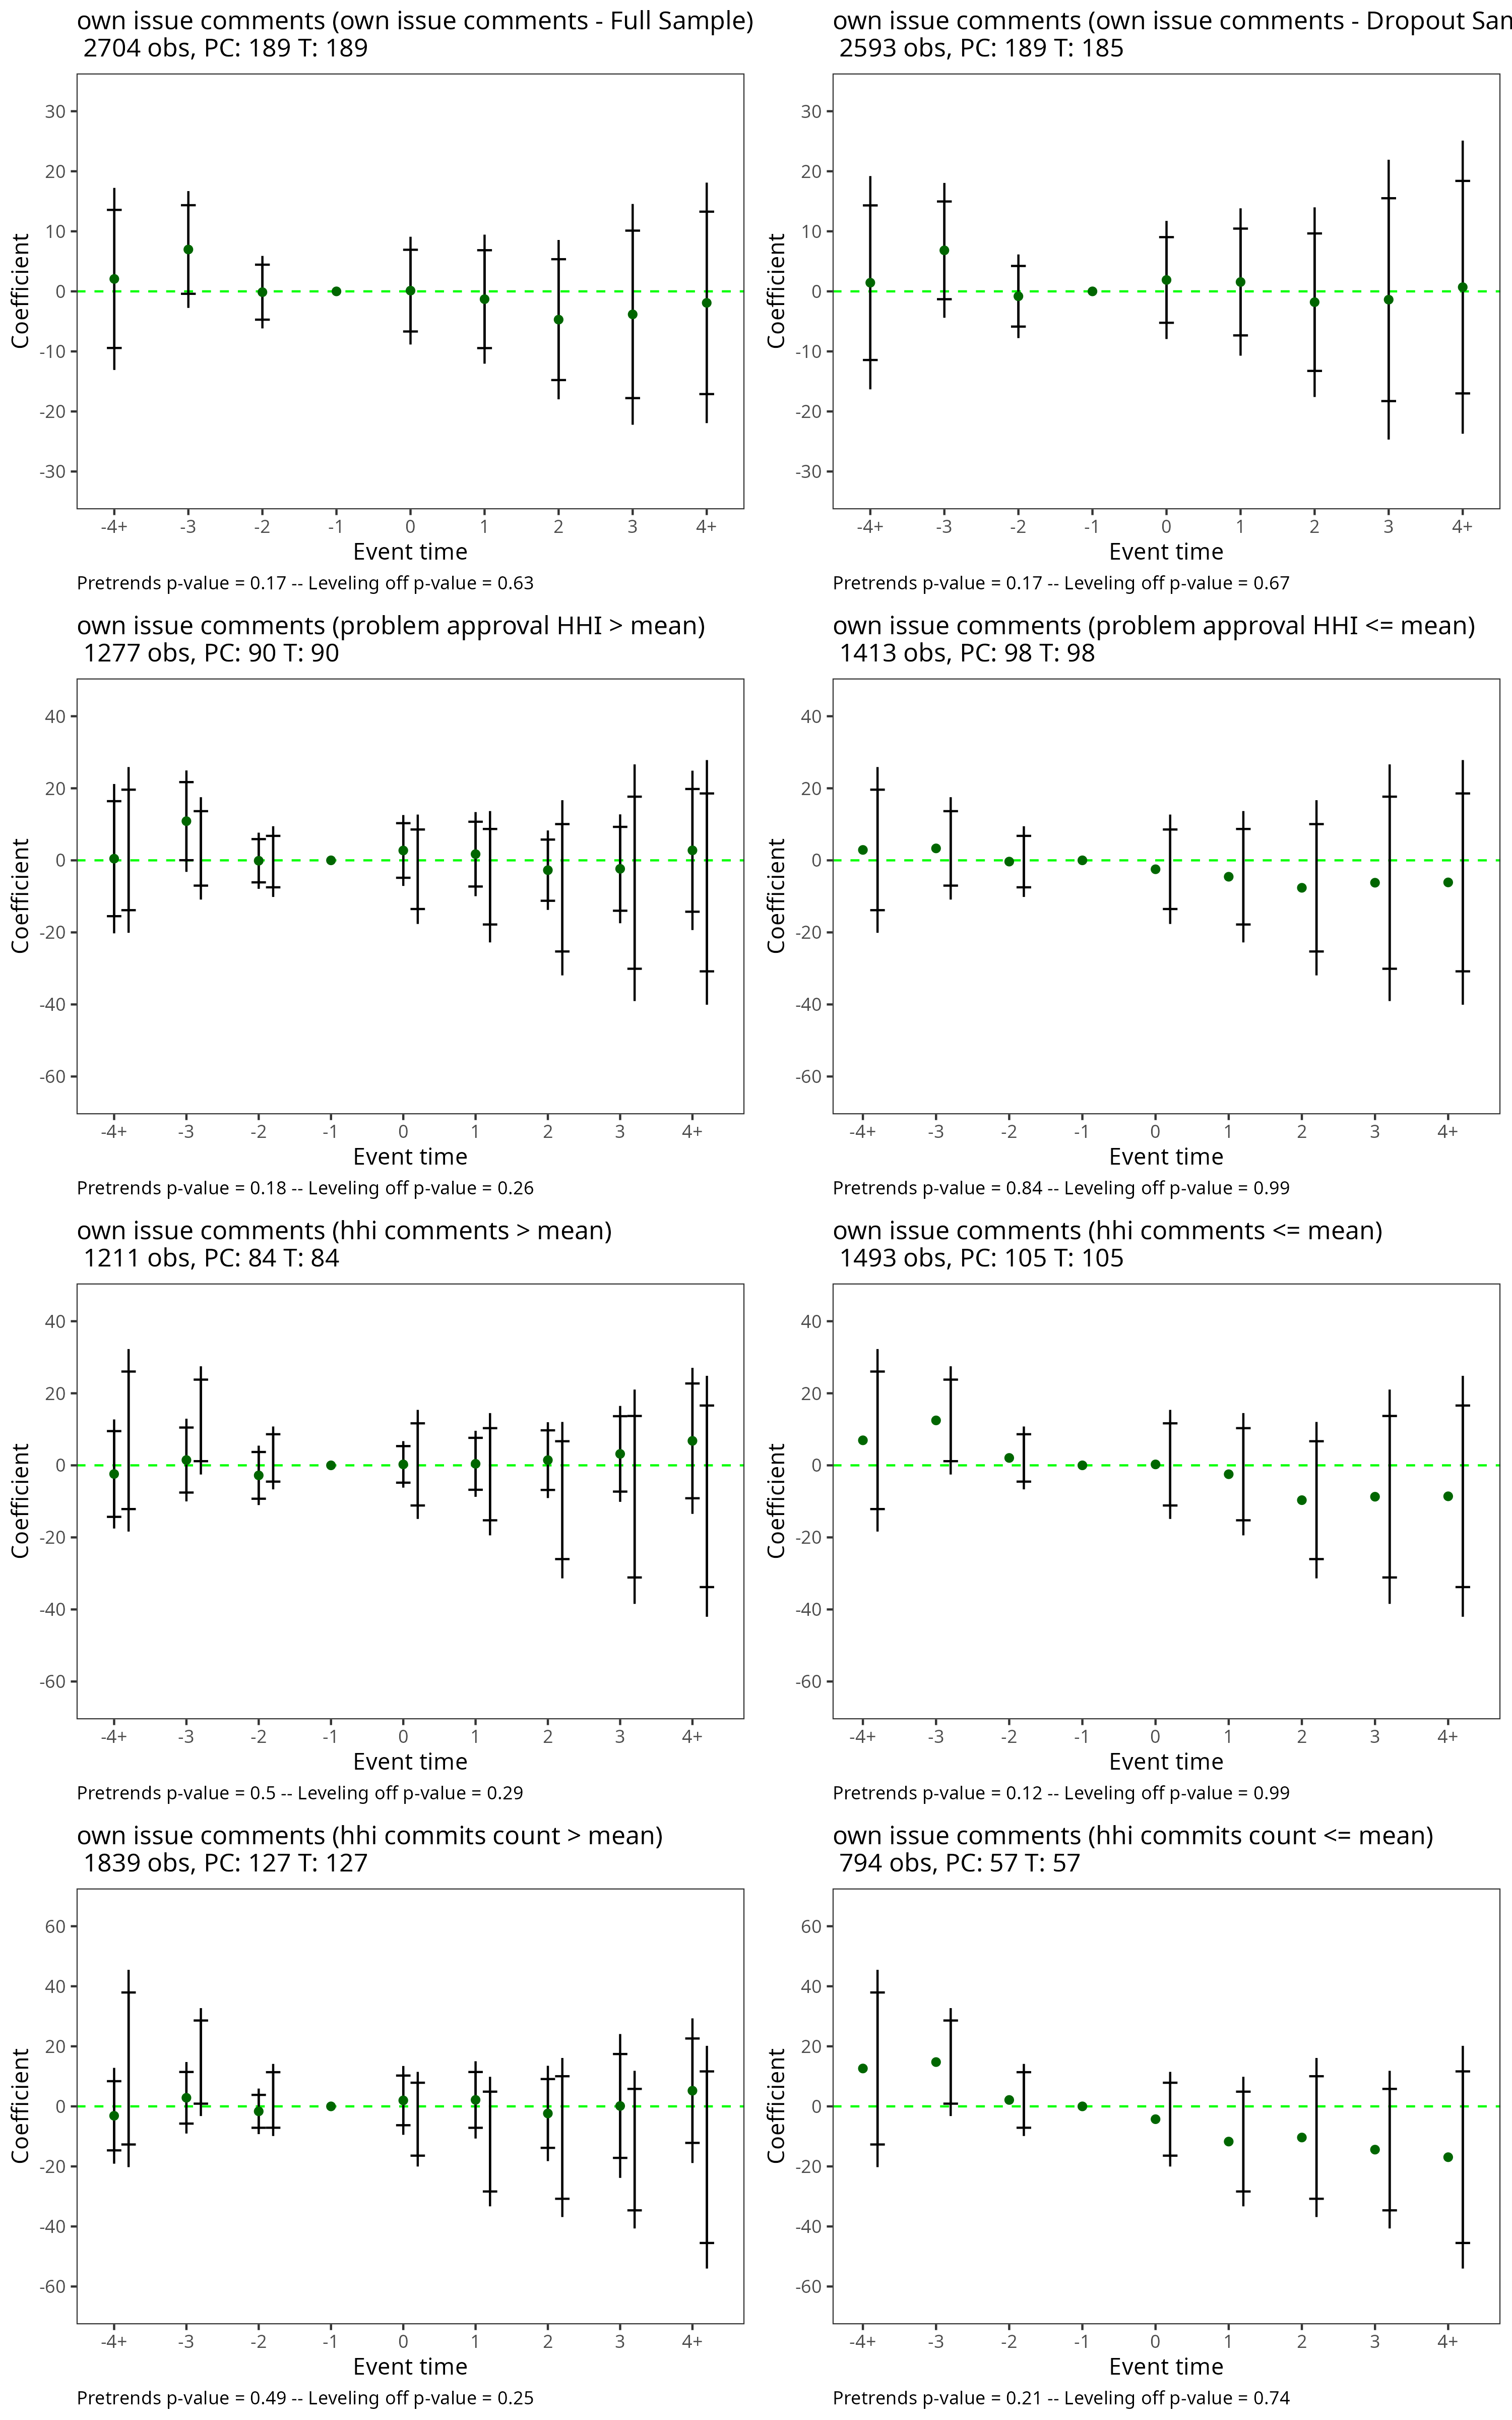 own issue comments (own issue comments - Full Sample)
2704 obs, PC: 189 T: 189
30
20
10
0
-10
-20
-30
Coefficient
-4+ -3 -2 -1 0 1 2 3 4+
Event time
Pretrends p-value = 0.17 -- Leveling off p-value = 0.63
own issue comments (own issue comments - Dropout Sam
2593 obs, PC: 189 T: 185
30
20
10
0
-10
-20
-30
Coefficient
-4+ -3 -2 -1 0 1 2 3 4+
Event time
Pretrends p-value = 0.17 -- Leveling off p-value = 0.67
own issue comments (problem approval HHI > mean)
1277 obs, PC: 90 T: 90
40
20
0
-20
-40
-60
Coefficient
-4+ -3 -2 -1 0 1 2 3 4+
Event time
Pretrends p-value = 0.18 -- Leveling off p-value = 0.26
own issue comments (problem approval HHI <= mean)
1413 obs, PC: 98 T: 98
40
20
0
-20
-40
-60
Coefficient
-4+ -3 -2 -1 0 1 2 3 4+
Event time
Pretrends p-value = 0.84 -- Leveling off p-value = 0.99
own issue comments (hhi comments > mean)
1211 obs, PC: 84 T: 84
40
20
0
-20
-40
-60
Coefficient
-4+ -3 -2 -1 0 1 2 3 4+
Event time
Pretrends p-value = 0.5 -- Leveling off p-value = 0.29
own issue comments (hhi comments <= mean)
1493 obs, PC: 105 T: 105
40
20
0
-20
-40
-60
Coefficient
-4+ -3 -2 -1 0 1 2 3 4+
Event time
Pretrends p-value = 0.12 -- Leveling off p-value = 0.99
own issue comments (hhi commits count > mean)
1839 obs, PC: 127 T: 127
60
40
20
0
-20
-40
-60
Coefficient
-4+ -3 -2 -1 0 1 2 3 4+
Event time
Pretrends p-value = 0.49 -- Leveling off p-value = 0.25
own issue comments (hhi commits count <= mean)
794 obs, PC: 57 T: 57
60
40
20
0
-20
-40
-60
Coefficient
-4+ -3 -2 -1 0 1 2 3 4+
Event time
Pretrends p-value = 0.21 -- Leveling off p-value = 0.74